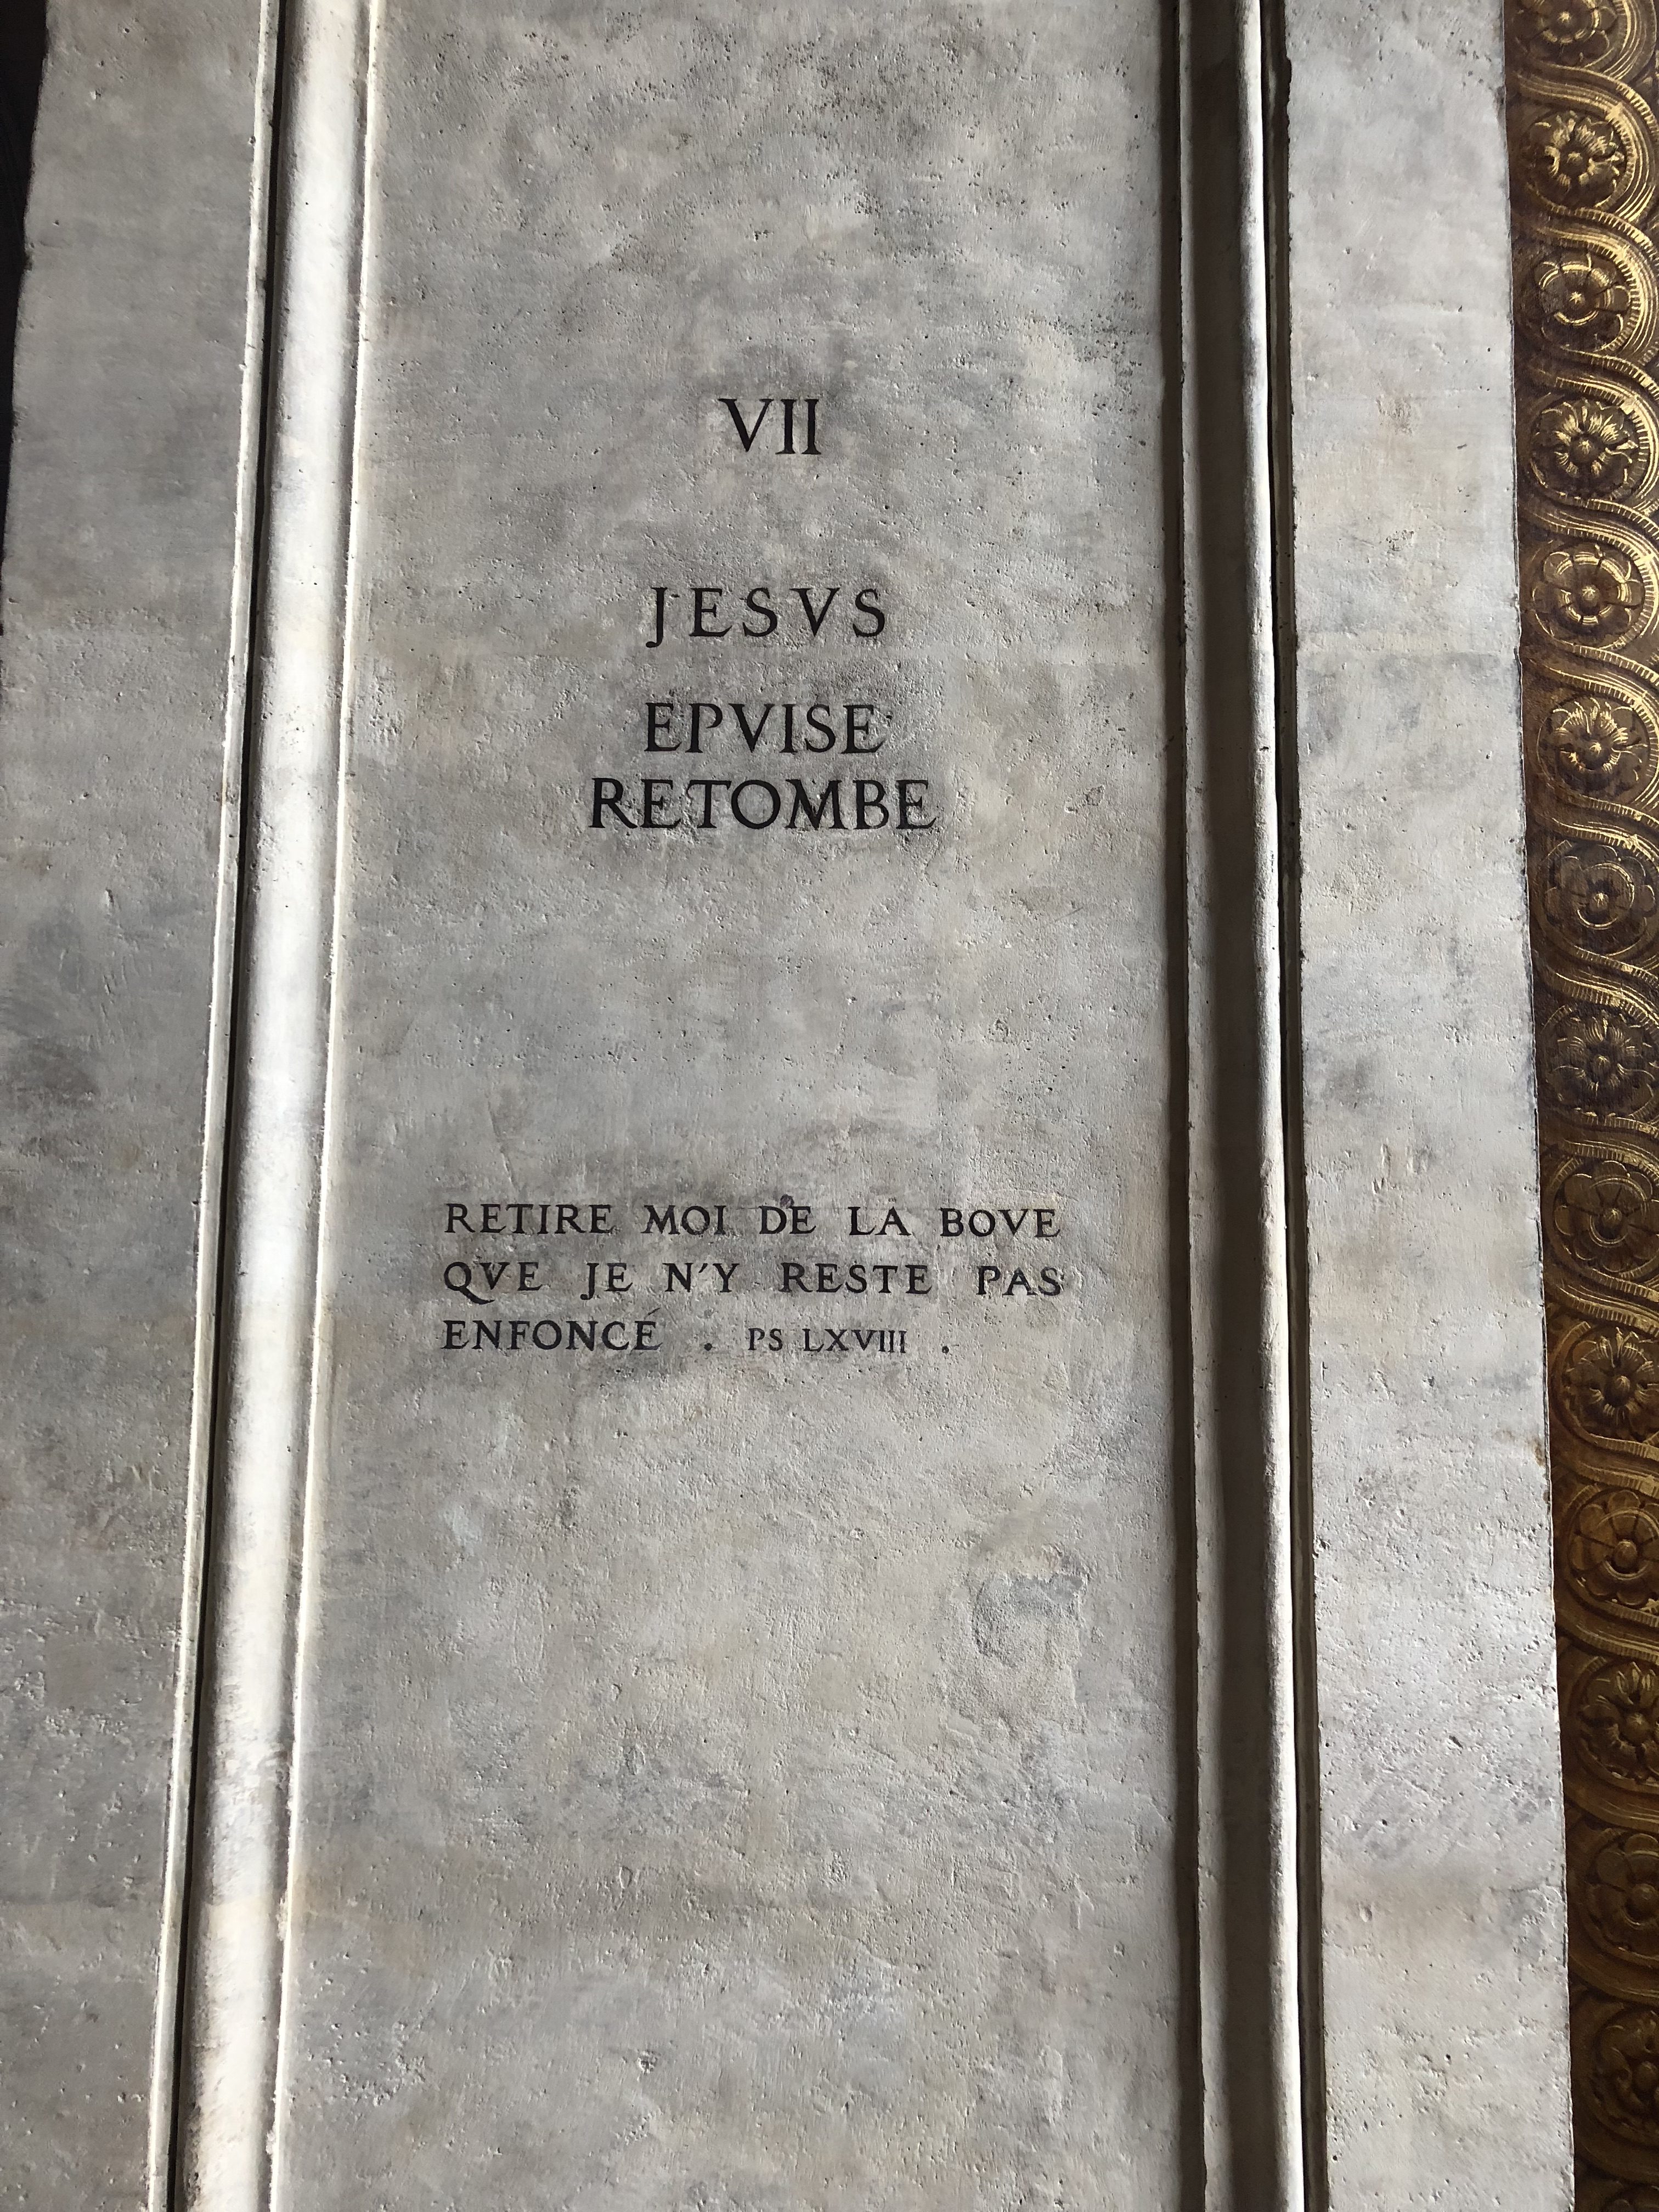 VII
JESVS
EPVISE
RETOMBE
RETIRE MOI DE LA BOVE
QVE JE N'Y RESTE PAS
ENFONCÉ . PS LXVIII .